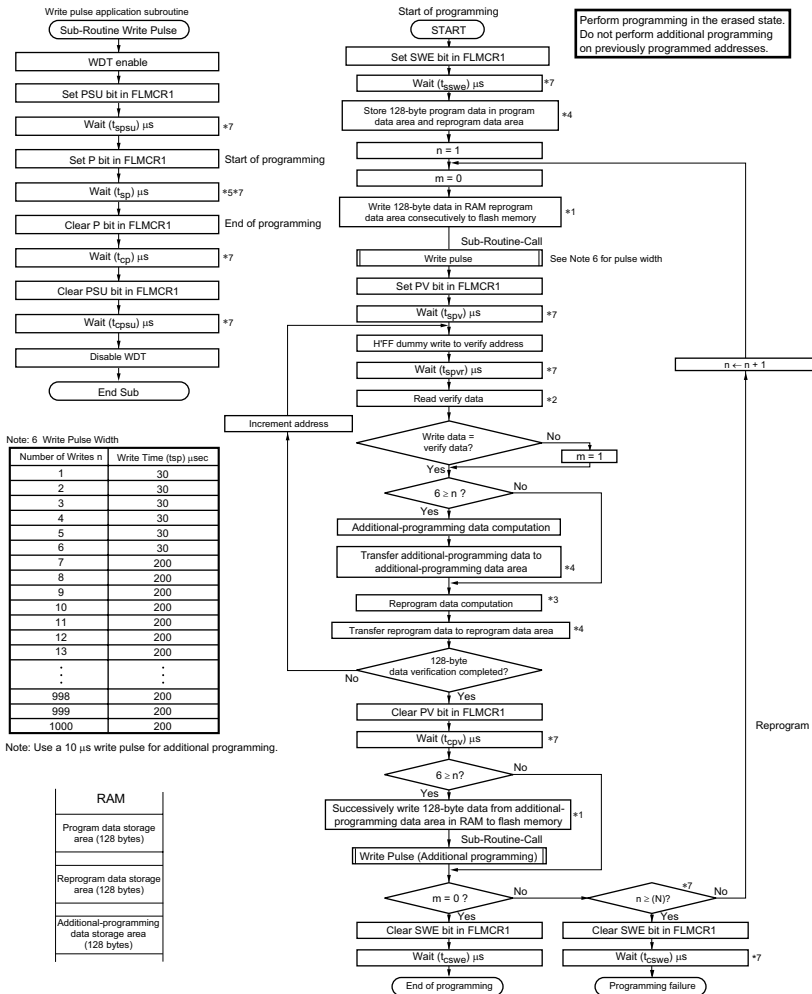 Write pulse application subroutine
Sub-Routine Write Pulse
WDT enable
Set PSU bit in FLMCR1
Wait (tspsu) μs
*7
Set P bit in FLMCR1
Start of programming
Wait (tsp) μs
*5*7
Clear P bit in FLMCR1
End of programming
Wait (tcp) μs
*7
Clear PSU bit in FLMCR1
Wait (tcpsu) μs
*7
Disable WDT
End Sub
Note: 6 Write Pulse Width
Number of Writes n Write Time (tsp) μsec
1 30
2 30
3 30
4 30
5 30
6 30
7 200
8 200
9 200
10 200
11 200
12 200
13 200
998 200
999 200
1000 200
Note: Use a 10 μs write pulse for additional programming.
RAM
Program data storage
area (128 bytes)
Reprogram data storage
area (128 bytes)
Additional-programming
data storage area
(128 bytes)
Start of programming
START
Set SWE bit in FLMCR1
Wait (tsswe) μs
*7
Store 128-byte program data in program
data area and reprogram data area
*4
n = 1
m = 0
Write 128-byte data in RAM reprogram
data area consecutively to flash memory
*1
Sub-Routine-Call
Write pulse
See Note 6 for pulse width
Set PV bit in FLMCR1
Wait (tspv) μs
*7
H'FF dummy write to verify address
Wait (tspvr) μs
*7
Read verify data
*2
Increment address
Write data =
verify data?
No
m = 1
Yes
6 ≥ n ?
No
Yes
Additional-programming data computation
Transfer additional-programming data to
additional-programming data area
*4
Reprogram data computation
*3
Transfer reprogram data to reprogram data area
*4
128-byte
data verification completed?
No
Yes
Clear PV bit in FLMCR1
Wait (tcpv) μs
*7
6 ≥ n?
No
Yes
Successively write 128-byte data from additional-
programming data area in RAM to flash memory
*1
Sub-Routine-Call
Write Pulse (Additional programming)
m = 0 ?
No
Yes
Clear SWE bit in FLMCR1
Wait (tcswe) μs
End of programming
n ≥ (N)?
*7
No
Yes
Clear SWE bit in FLMCR1
Wait (tcswe) μs
*7
Programming failure
n ← n + 1
Reprogram
Perform programming in the erased state.
Do not perform additional programming
on previously programmed addresses.